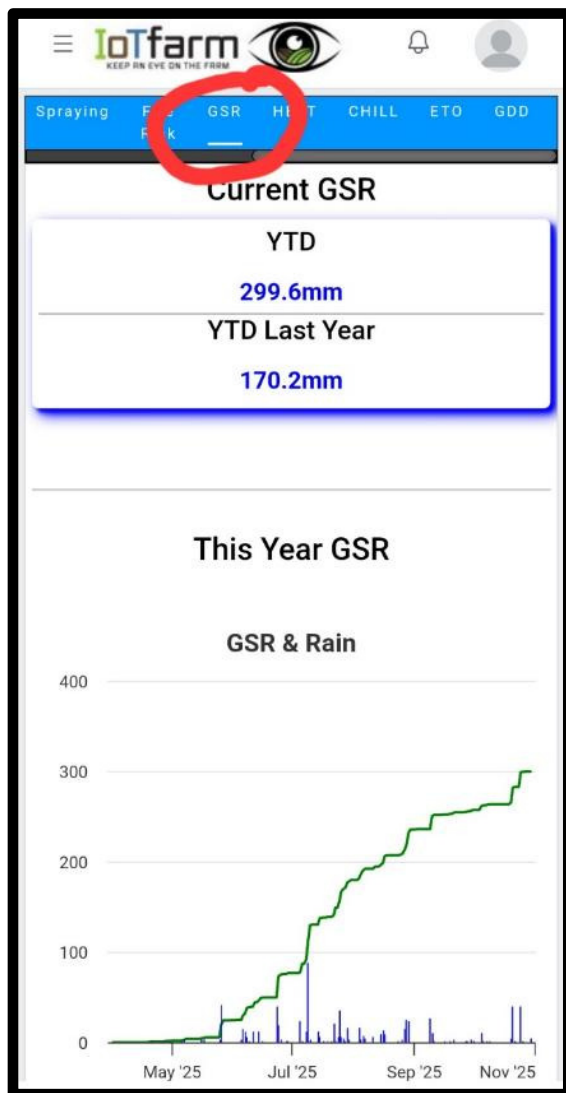 IoTfarm
KEEP AN EYE ON THE FARM
Spraying GSR CHILL ETO GDD
Current GSR
YTD
299.6mm
YTD Last Year
170.2mm
This Year GSR
GSR & Rain
400
300
200
100
0
May '25 Jul '25 Sep '25 Nov '25